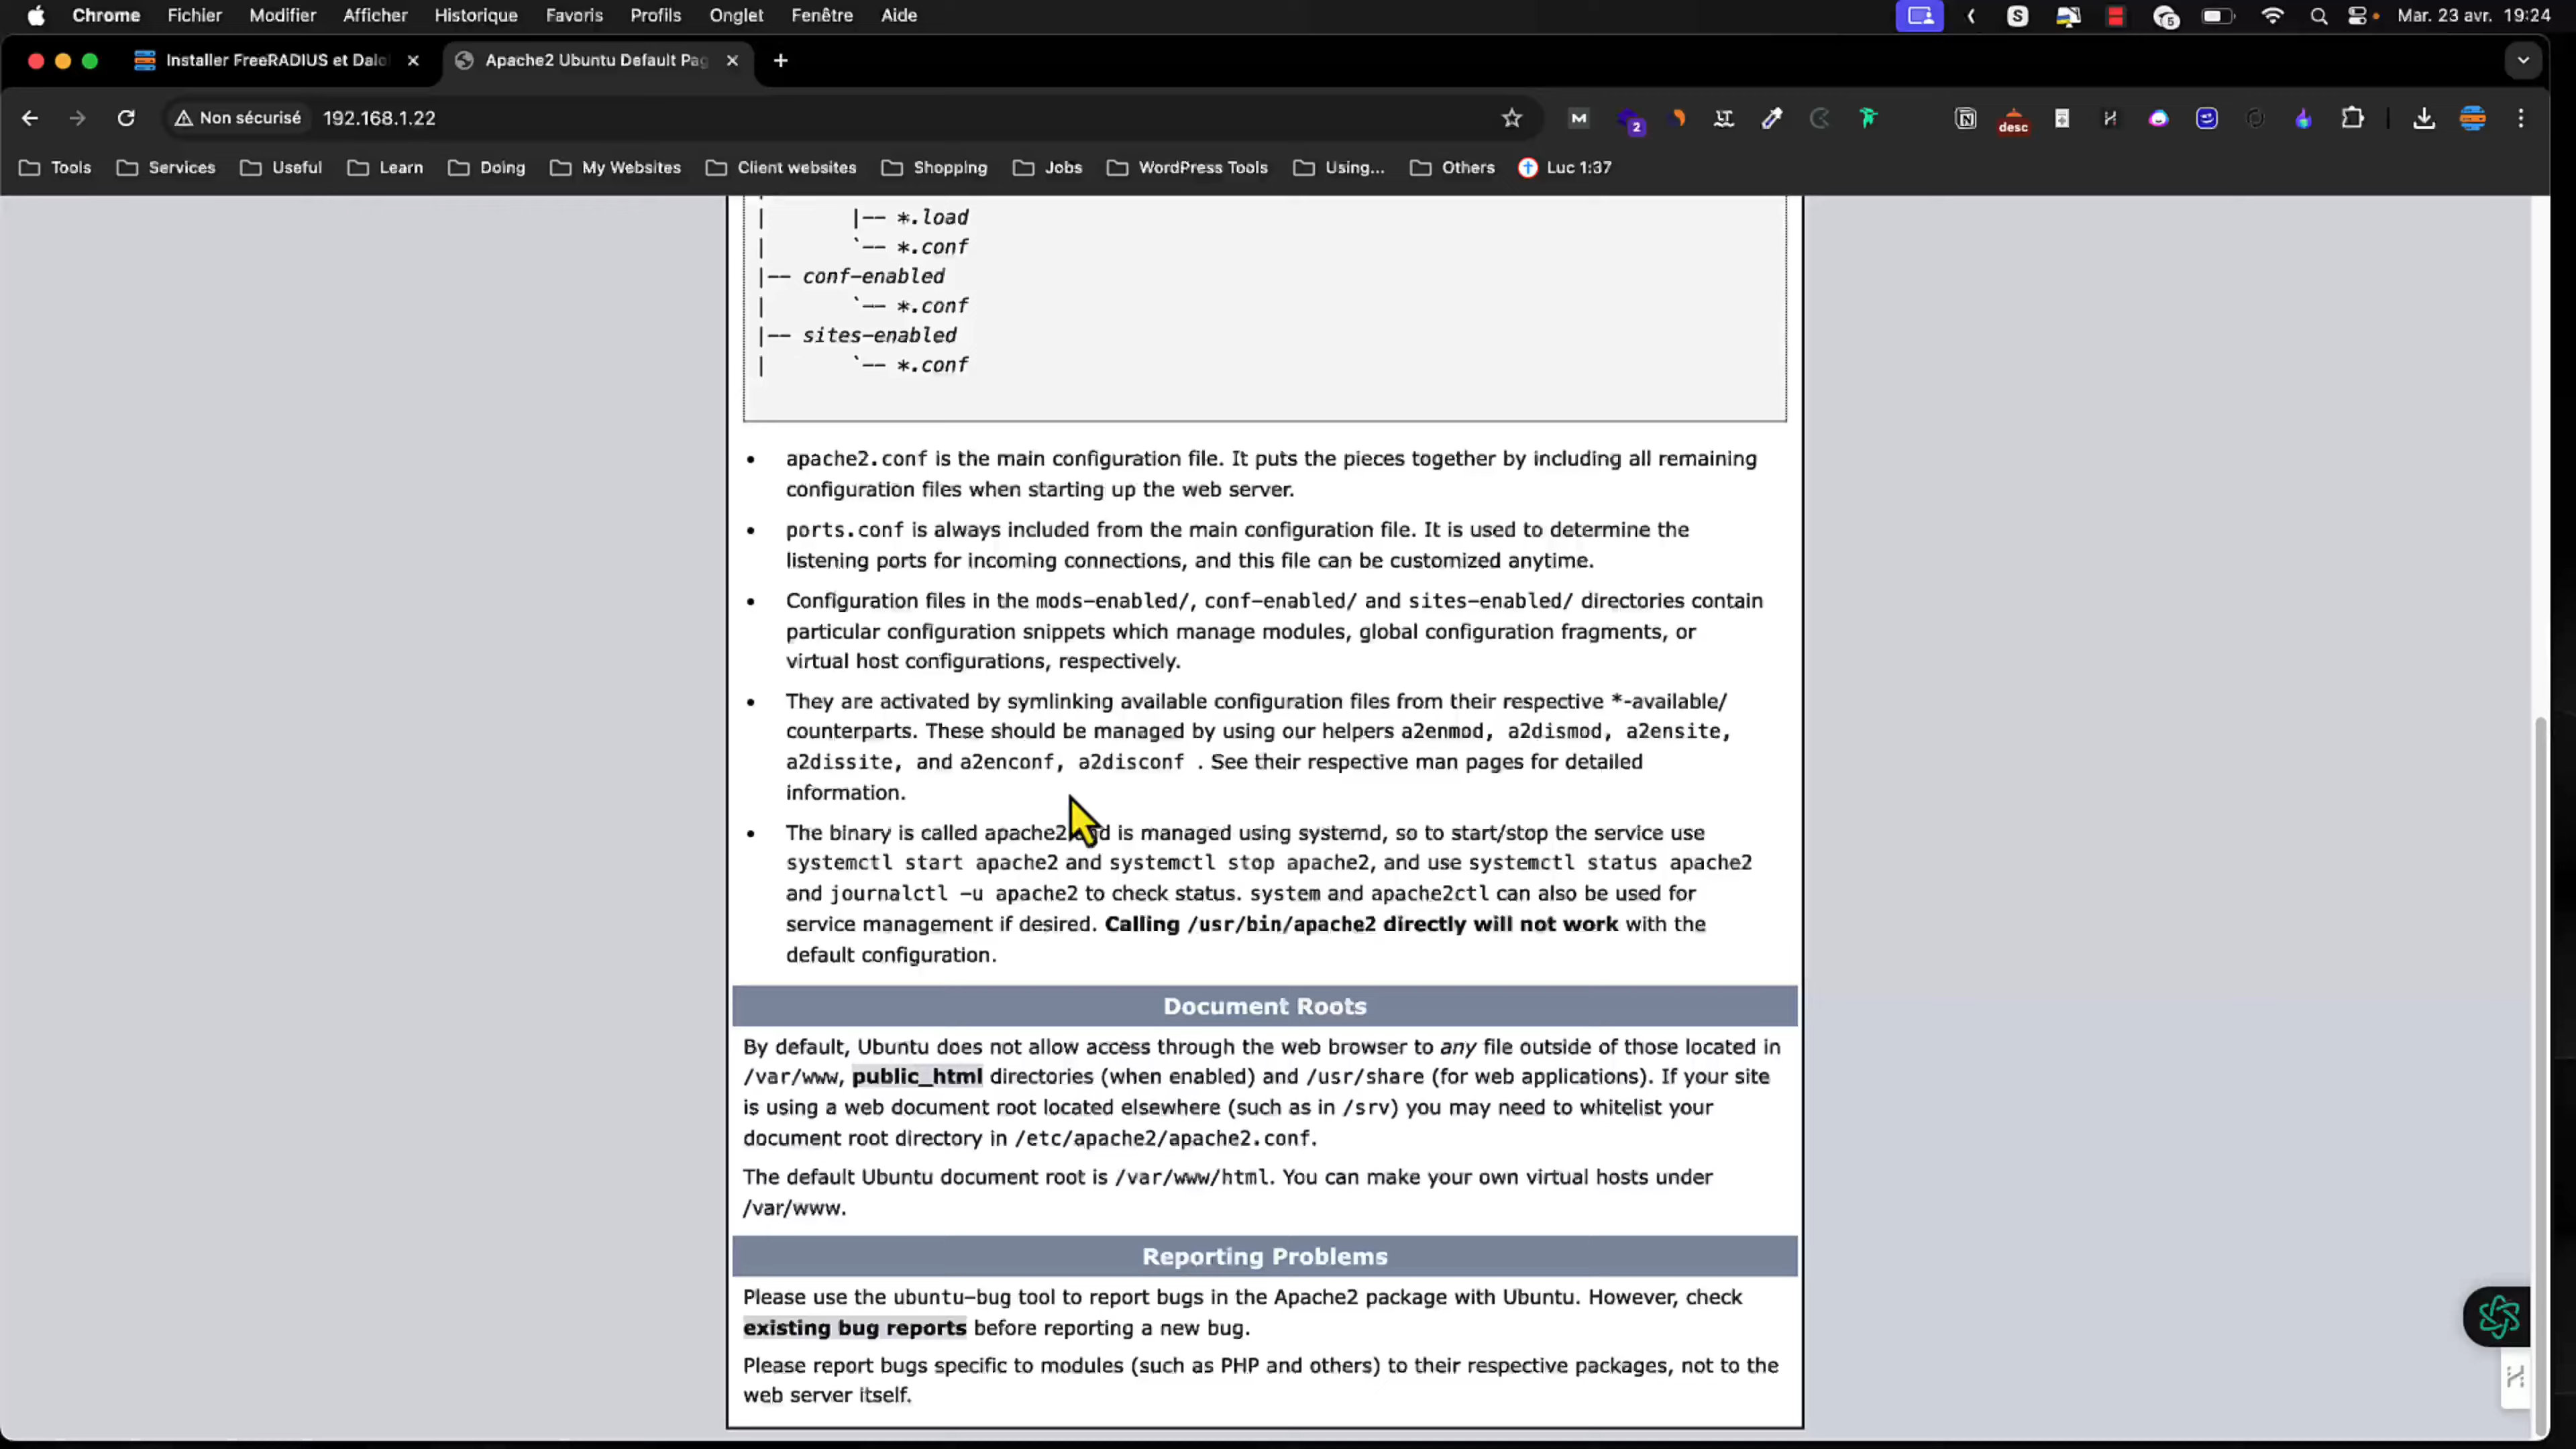 Chrome Fichier Modifier Afficher Historique Favoris Profils Onglet Fenêtre Aide S 5 Mar. 23 avr. 19:24
Installer FreeRADIUS et Dalo Apache2 Ubuntu Default Pag
Non sécurisé 192.168.1.22 M 2 desc
Tools Services Useful Learn Doing My Websites Client websites Shopping Jobs WordPress Tools Using... Others Luc 1:37
|       |-- *.load
|       `-- *.conf
|-- conf-enabled
|       `-- *.conf
|-- sites-enabled
|       `-- *.conf
• apache2.conf is the main configuration file. It puts the pieces together by including all remaining
configuration files when starting up the web server.
• ports.conf is always included from the main configuration file. It is used to determine the
listening ports for incoming connections, and this file can be customized anytime.
• Configuration files in the mods-enabled/, conf-enabled/ and sites-enabled/ directories contain
particular configuration snippets which manage modules, global configuration fragments, or
virtual host configurations, respectively.
• They are activated by symlinking available configuration files from their respective *-available/
counterparts. These should be managed by using our helpers a2enmod, a2dismod, a2ensite,
a2dissite, and a2enconf, a2disconf . See their respective man pages for detailed
information.
• The binary is called apache2 and is managed using systemd, so to start/stop the service use
systemctl start apache2 and systemctl stop apache2, and use systemctl status apache2
and journalctl -u apache2 to check status. system and apache2ctl can also be used for
service management if desired. Calling /usr/bin/apache2 directly will not work with the
default configuration.
Document Roots
By default, Ubuntu does not allow access through the web browser to any file outside of those located in
/var/www, public_html directories (when enabled) and /usr/share (for web applications). If your site
is using a web document root located elsewhere (such as in /srv) you may need to whitelist your
document root directory in /etc/apache2/apache2.conf.
The default Ubuntu document root is /var/www/html. You can make your own virtual hosts under
/var/www.
Reporting Problems
Please use the ubuntu-bug tool to report bugs in the Apache2 package with Ubuntu. However, check
existing bug reports before reporting a new bug.
Please report bugs specific to modules (such as PHP and others) to their respective packages, not to the
web server itself.